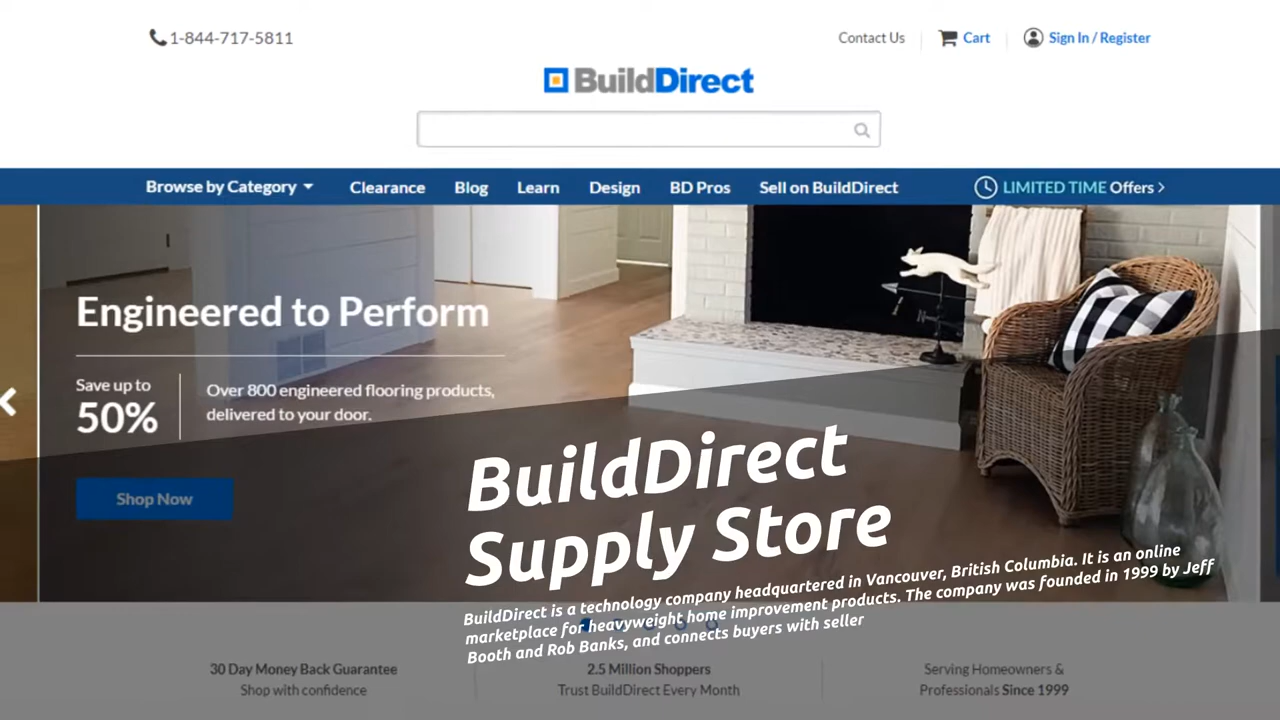 1-844-717-5811
Contact Us
Cart
Sign In / Register
BuildDirect
Browse by Category
Clearance
Blog
Learn
Design
BD Pros
Sell on BuildDirect
LIMITED TIME Offers >
Engineered to Perform
Save up to
50%
Over 800 engineered flooring products,
delivered to your door.
Shop Now
BuildDirect
Supply Store
BuildDirect is a technology company headquartered in Vancouver, British Columbia. It is an online
marketplace for heavyweight home improvement products. The company was founded in 1999 by Jeff
Booth and Rob Banks, and connects buyers with seller
30 Day Money Back Guarantee
Shop with confidence
2.5 Million Shoppers
Trust BuildDirect Every Month
Serving Homeowners &
Professionals Since 1999
N